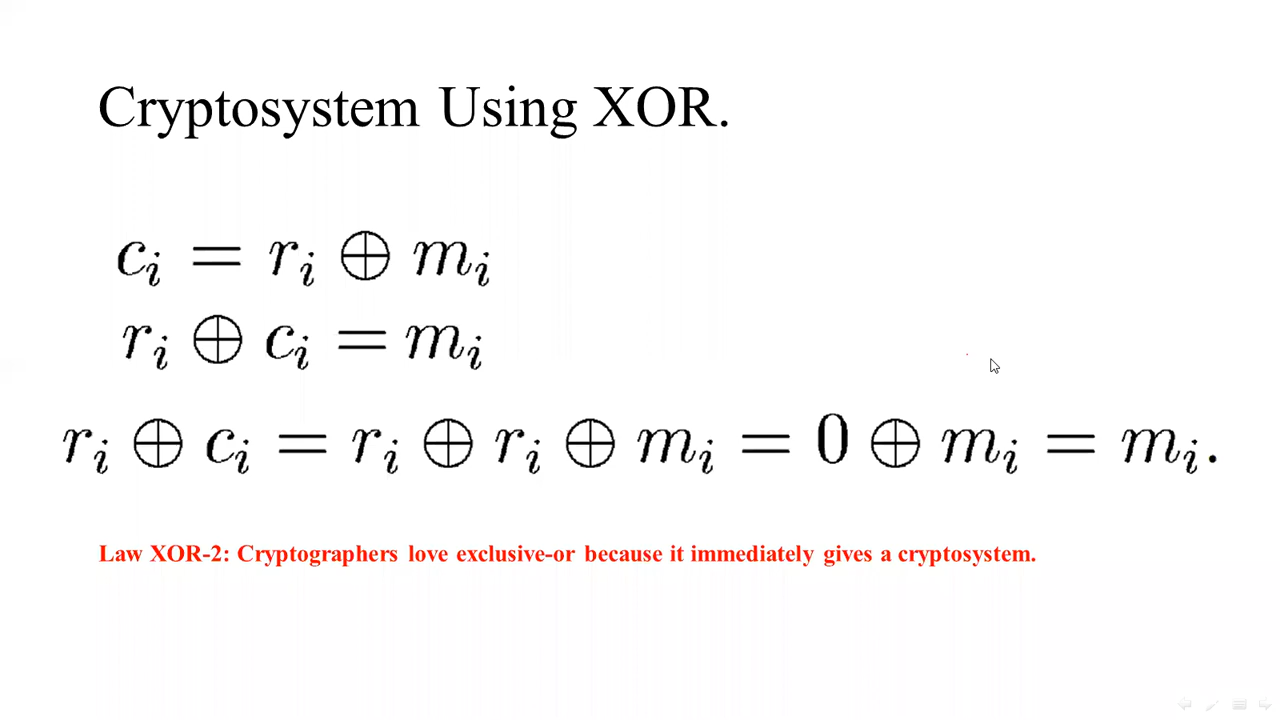 Cryptosystem Using XOR.
cᵢ = rᵢ ⊕ mᵢ
rᵢ ⊕ cᵢ = mᵢ
rᵢ ⊕ cᵢ = rᵢ ⊕ rᵢ ⊕ mᵢ = 0 ⊕ mᵢ = mᵢ.
Law XOR-2: Cryptographers love exclusive-or because it immediately gives a cryptosystem.